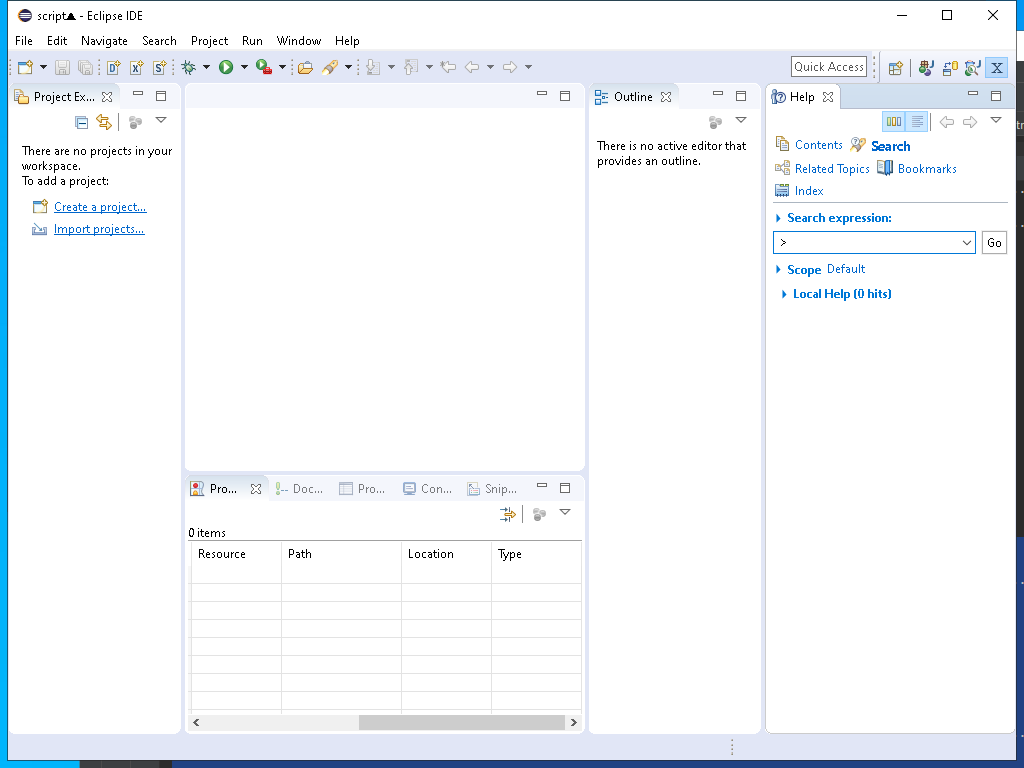 script▲ - Eclipse IDE
File Edit Navigate Search Project Run Window Help
Quick Access
Project Ex...
There are no projects in your
workspace.
To add a project:
Create a project...
Import projects...
Outline
There is no active editor that
provides an outline.
Help
Contents Search
Related Topics Bookmarks
Index
Search expression:
> Go
Scope Default
Local Help (0 hits)
Pro... Doc... Pro... Con... Snip...
0 items
Resource Path Location Type